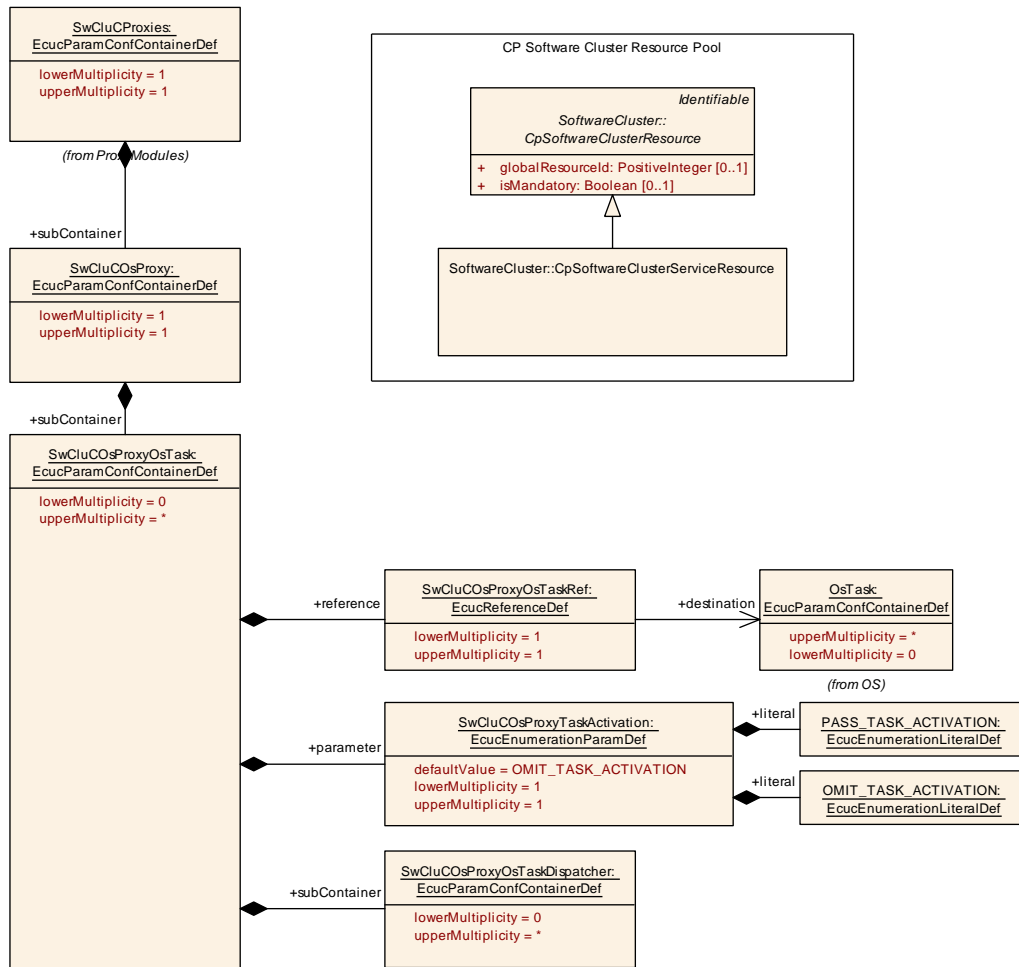 SwCluCProxies:
EcucParamConfContainerDef
lowerMultiplicity = 1
upperMultiplicity = 1
+subContainer
SwCluCOsProxy:
EcucParamConfContainerDef
lowerMultiplicity = 1
upperMultiplicity = 1
+subContainer
SwCluCOsProxyOsTask:
EcucParamConfContainerDef
lowerMultiplicity = 0
upperMultiplicity = *
CP Software Cluster Resource Pool
Identifiable
SoftwareCluster::
CpSoftwareClusterResource
+ globalResourceId: PositiveInteger [0..1]
+ isMandatory: Boolean [0..1]
SoftwareCluster::CpSoftwareClusterServiceResource
+reference
SwCluCOsProxyOsTaskRef:
EcucReferenceDef
lowerMultiplicity = 1
upperMultiplicity = 1
+destination
OsTask:
EcucParamConfContainerDef
upperMultiplicity = *
lowerMultiplicity = 0
(from OS)
+parameter
SwCluCOsProxyTaskActivation:
EcucEnumerationParamDef
defaultValue = OMIT_TASK_ACTIVATION
lowerMultiplicity = 1
upperMultiplicity = 1
+literal
PASS_TASK_ACTIVATION:
EcucEnumerationLiteralDef
+literal
OMIT_TASK_ACTIVATION:
EcucEnumerationLiteralDef
+subContainer
SwCluCOsProxyOsTaskDispatcher:
EcucParamConfContainerDef
lowerMultiplicity = 0
upperMultiplicity = *
(from Modules)